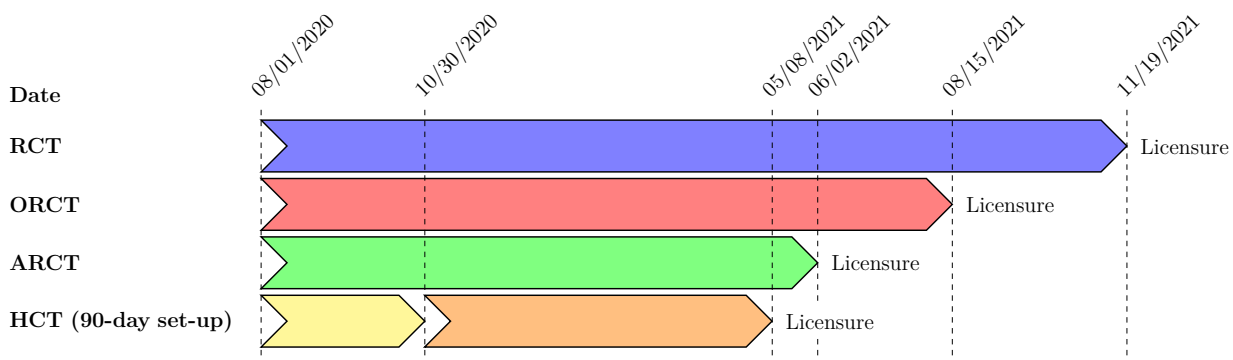 08/01/2020
10/30/2020
05/08/2021
06/02/2021
08/15/2021
11/19/2021
Date
RCT
Licensure
ORCT
Licensure
ARCT
Licensure
HCT (90-day set-up)
Licensure